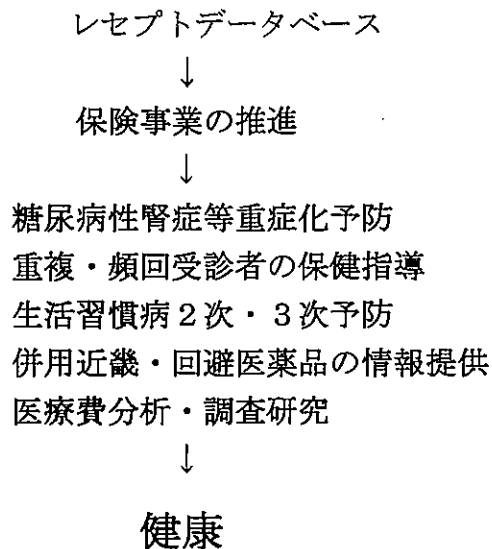 レセプトデータベース
↓
保険事業の推進
↓
糖尿病性腎症等重症化予防
重複・頻回受診者の保健指導
生活習慣病２次・３次予防
併用近畿・回避医薬品の情報提供
医療費分析・調査研究
↓
健康